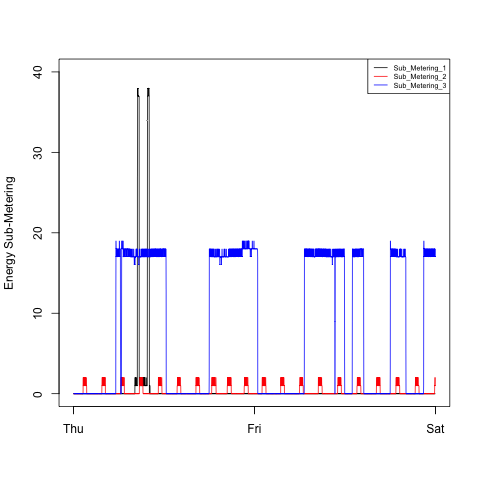 Sub_Metering_1
Sub_Metering_2
Sub_Metering_3
Energy Sub-Metering
40
30
20
10
0
Thu Fri Sat